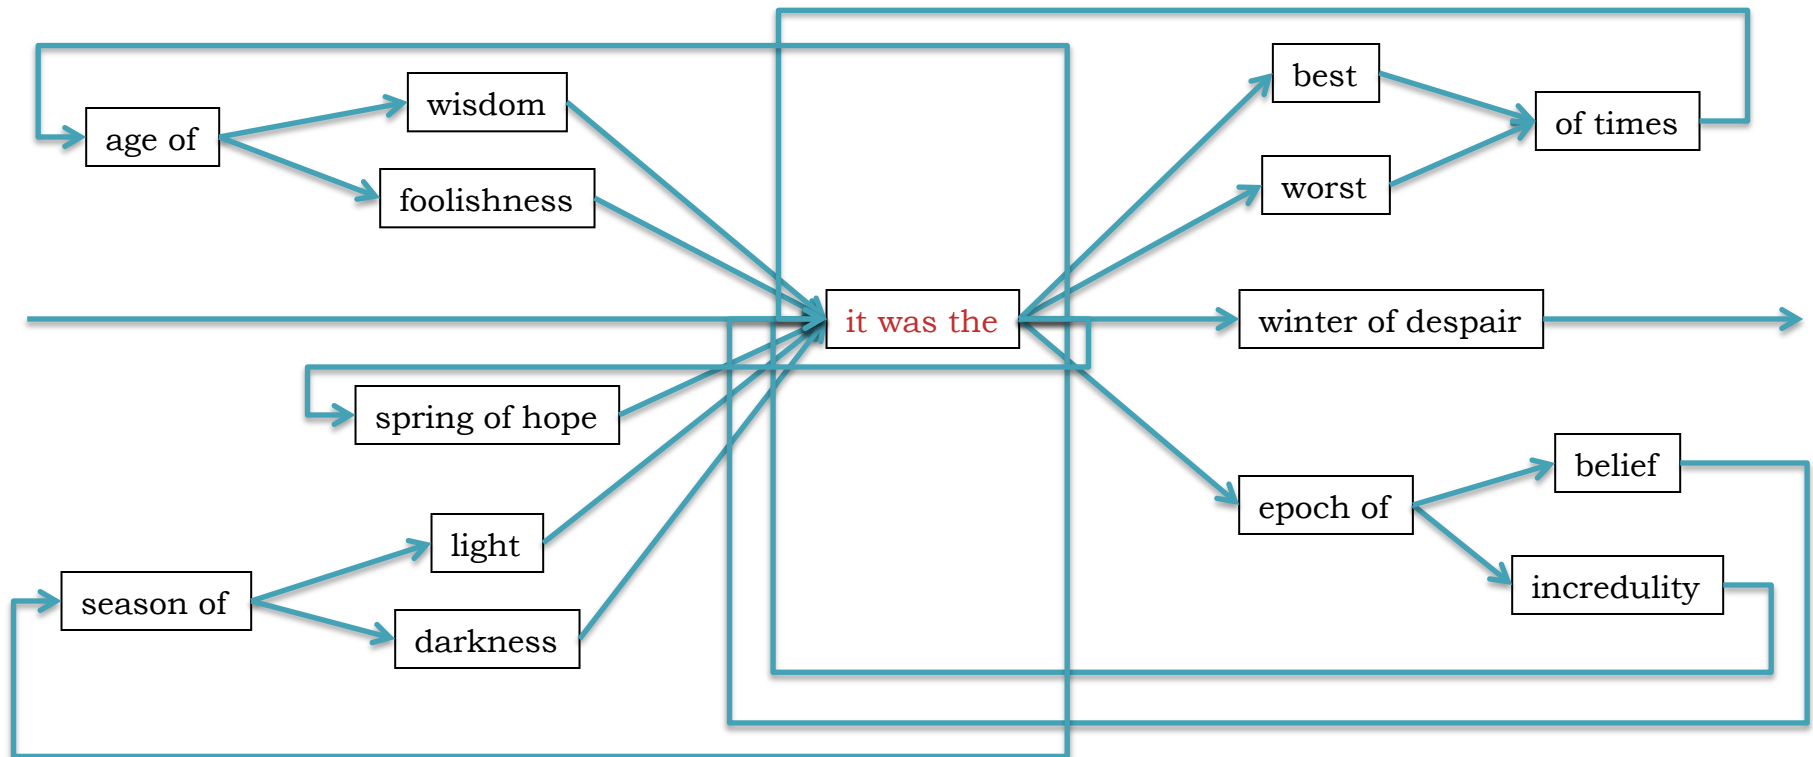 best
wisdom
of times
age of
worst
foolishness
it was the
winter of despair
spring of hope
belief
epoch of
light
incredulity
season of
darkness